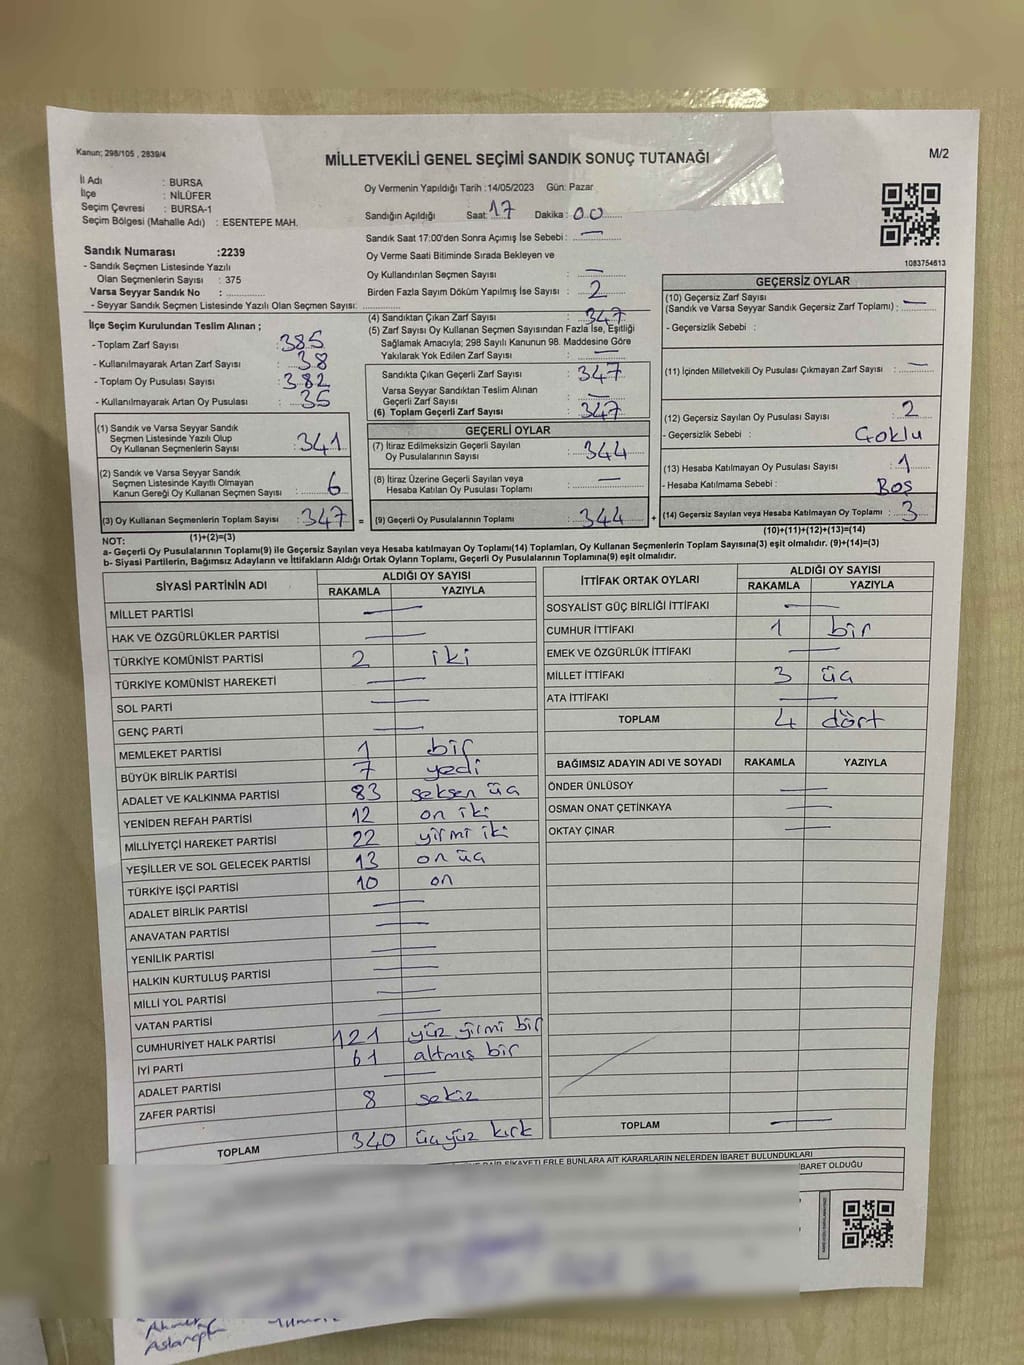 Kanun; 298/105 , 2839/4
MİLLETVEKİLİ GENEL SEÇİMİ SANDIK SONUÇ TUTANAĞI
M/2
İl Adı : BURSA
İlçe : NİLÜFER
Seçim Çevresi : BURSA-1
Seçim Bölgesi (Mahalle Adı) : ESENTEPE MAH.
Oy Vermenin Yapıldığı Tarih :14/05/2023 Gün: Pazar
Sandığın Açıldığı Saat: 17 Dakika : 00
Sandık Saat 17:00'den Sonra Açımış İse Sebebi : —
Oy Verme Saati Bitiminde Sırada Bekleyen ve
Oy Kullandırılan Seçmen Sayısı : —
Birden Fazla Sayım Döküm Yapılmış İse Sayısı : 2
1083754613
Sandık Numarası :2239
- Sandık Seçmen Listesinde Yazılı
Olan Seçmenlerin Sayısı : 375
Varsa Seyyar Sandık No :
- Seyyar Sandık Seçmen Listesinde Yazılı Olan Seçmen Sayısı:
İlçe Seçim Kurulundan Teslim Alınan ;
- Toplam Zarf Sayısı : 385
- Kullanılmayarak Artan Zarf Sayısı : 38
- Toplam Oy Pusulası Sayısı : 382
- Kullanılmayarak Artan Oy Pusulası : 35
(1) Sandık ve Varsa Seyyar Sandık
Seçmen Listesinde Yazılı Olup
Oy Kullanan Seçmenlerin Sayısı : 341
(2) Sandık ve Varsa Seyyar Sandık
Seçmen Listesinde Kayıtlı Olmayan
Kanun Gereği Oy Kullanan Seçmen Sayısı : 6
(3) Oy Kullanan Seçmenlerin Toplam Sayısı : 347 =
(1)+(2)=(3)
(4) Sandıktan Çıkan Zarf Sayısı : 347
(5) Zarf Sayısı Oy Kullanan Seçmen Sayısından Fazla İse, Eşitliği
Sağlamak Amacıyla; 298 Sayılı Kanunun 98. Maddesine Göre
Yakılarak Yok Edilen Zarf Sayısı : —
Sandıkta Çıkan Geçerli Zarf Sayısı : 347
Varsa Seyyar Sandıktan Teslim Alınan
Geçerli Zarf Sayısı : —
(6) Toplam Geçerli Zarf Sayısı : 347
GEÇERLİ OYLAR
(7) İtiraz Edilmeksizin Geçerli Sayılan
Oy Pusulalarının Sayısı : 344
(8) İtiraz Üzerine Geçerli Sayılan veya
Hesaba Katılan Oy Pusulası Toplamı : —
(9) Geçerli Oy Pusulalarının Toplamı : 344 +
GEÇERSİZ OYLAR
(10) Geçersiz Zarf Sayısı
(Sandık ve Varsa Seyyar Sandık Geçersiz Zarf Toplamı) : —
- Geçersizlik Sebebi :
(11) İçinden Milletvekili Oy Pusulası Çıkmayan Zarf Sayısı : —
(12) Geçersiz Sayılan Oy Pusulası Sayısı : 2
- Geçersizlik Sebebi : Çoklu
(13) Hesaba Katılmayan Oy Pusulası Sayısı : 1
- Hesaba Katılmama Sebebi : Boş
(14) Geçersiz Sayılan veya Hesaba Katılmayan Oy Toplamı : 3
(10)+(11)+(12)+(13)=(14)
NOT:
a- Geçerli Oy Pusulalarının Toplamı(9) ile Geçersiz Sayılan veya Hesaba katılmayan Oy Toplamı(14) Toplamları, Oy Kullanan Seçmenlerin Toplam Sayısına(3) eşit olmalıdır. (9)+(14)=(3)
b- Siyasi Partilerin, Bağımsız Adayların ve İttifakların Aldığı Ortak Oyların Toplamı, Geçerli Oy Pusulalarının Toplamına(9) eşit olmalıdır.
SİYASİ PARTİNİN ADI ALDIĞI OY SAYISI
RAKAMLA YAZIYLA
MİLLET PARTİSİ —
HAK VE ÖZGÜRLÜKLER PARTİSİ —
TÜRKİYE KOMÜNİST PARTİSİ 2 iki
TÜRKİYE KOMÜNİST HAREKETİ —
SOL PARTİ —
GENÇ PARTİ —
MEMLEKET PARTİSİ 1 bir
BÜYÜK BİRLİK PARTİSİ 7 yedi
ADALET VE KALKINMA PARTİSİ 83 seksen üç
YENİDEN REFAH PARTİSİ 12 on iki
MİLLİYETÇİ HAREKET PARTİSİ 22 yirmi iki
YEŞİLLER VE SOL GELECEK PARTİSİ 13 on üç
TÜRKİYE İŞÇİ PARTİSİ 10 on
ADALET BİRLİK PARTİSİ —
ANAVATAN PARTİSİ —
YENİLİK PARTİSİ —
HALKIN KURTULUŞ PARTİSİ —
MİLLİ YOL PARTİSİ —
VATAN PARTİSİ —
CUMHURİYET HALK PARTİSİ 121 yüz yirmi bir
İYİ PARTİ 61 altmış bir
ADALET PARTİSİ —
ZAFER PARTİSİ 8 sekiz
TOPLAM 340 üçyüz kırk
İTTİFAK ORTAK OYLARI ALDIĞI OY SAYISI
RAKAMLA YAZIYLA
SOSYALİST GÜÇ BİRLİĞİ İTTİFAKI —
CUMHUR İTTİFAKI 1 bir
EMEK VE ÖZGÜRLÜK İTTİFAKI —
MİLLET İTTİFAKI 3 üç
ATA İTTİFAKI —
TOPLAM 4 dört
BAĞIMSIZ ADAYIN ADI VE SOYADI RAKAMLA YAZIYLA
ÖNDER ÜNLÜSOY —
OSMAN ONAT ÇETİNKAYA —
OKTAY ÇINAR —
TOPLAM —
ŞİKAYETLERLE BUNLARA AİT KARARLARIN NELERDEN İBARET BULUNDUKLARI
İBARET OLDUĞU